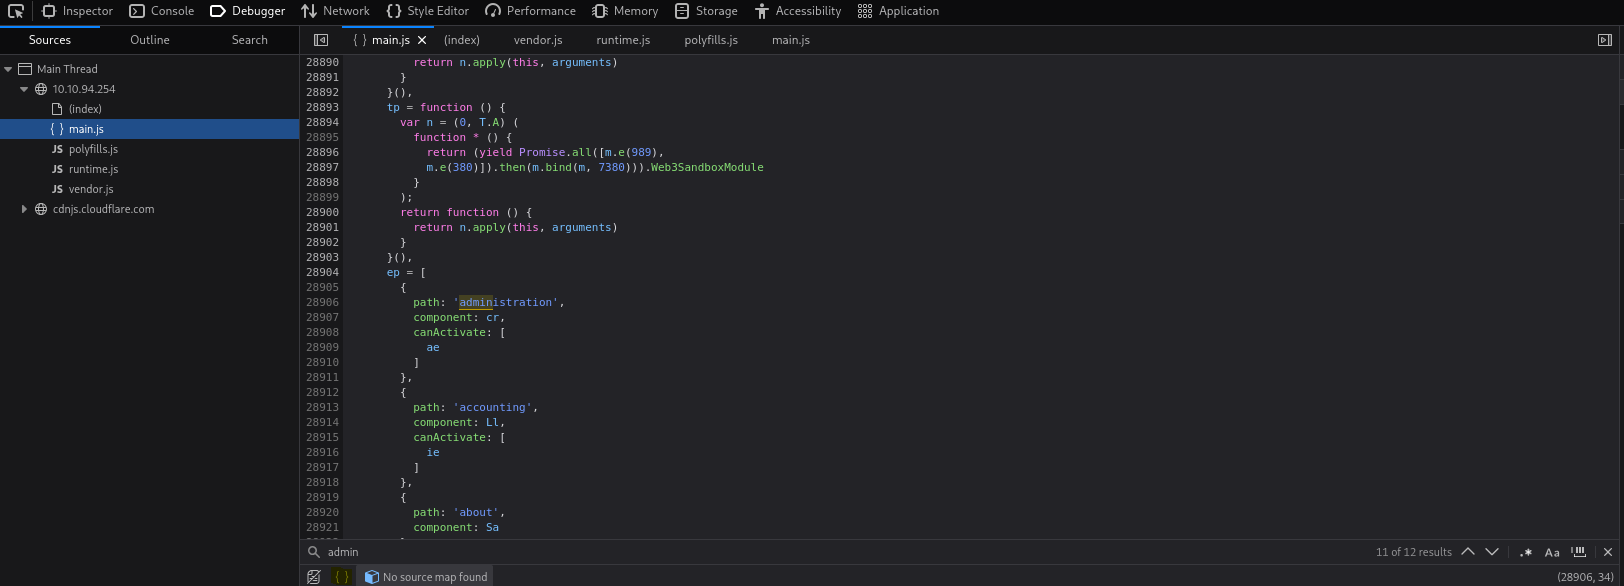 Inspector Console Debugger Network Style Editor Performance Memory Storage Accessibility Application
Sources Outline Search
main.js (index) vendor.js runtime.js polyfills.js main.js
Main Thread
10.10.94.254
(index)
{ } main.js
JS polyfills.js
JS runtime.js
JS vendor.js
cdnjs.cloudflare.com
28890 return n.apply(this, arguments)
28891 }
28892 }(),
28893 tp = function () {
28894 var n = (0, T.A) (
28895 function * () {
28896 return (yield Promise.all([m.e(989),
28897 m.e(380)]).then(m.bind(m, 7380))).Web3SandboxModule
28898 }
28899 );
28900 return function () {
28901 return n.apply(this, arguments)
28902 }
28903 }(),
28904 ep = [
28905 {
28906 path: 'administration',
28907 component: cr,
28908 canActivate: [
28909 ae
28910 ]
28911 },
28912 {
28913 path: 'accounting',
28914 component: Ll,
28915 canActivate: [
28916 ie
28917 ]
28918 },
28919 {
28920 path: 'about',
28921 component: Sa
admin 11 of 12 results .* Aa
{ } No source map found (28906, 34)